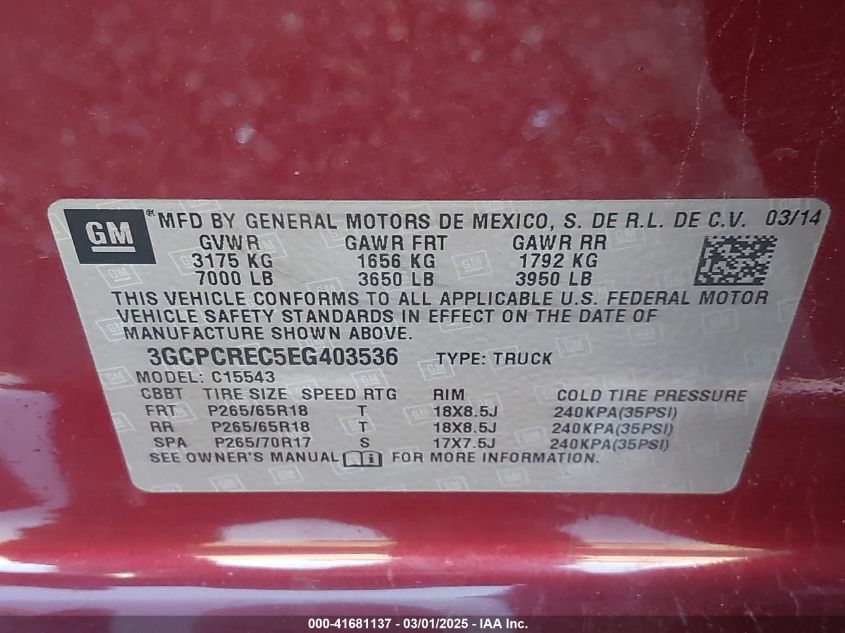 GM ® MFD BY GENERAL MOTORS DE MEXICO, S. DE R.L. DE C.V. 03/14
GVWR GAWR FRT GAWR RR
3175 KG 1656 KG 1792 KG
7000 LB 3650 LB 3950 LB
THIS VEHICLE CONFORMS TO ALL APPLICABLE U.S. FEDERAL MOTOR
VEHICLE SAFETY STANDARDS IN EFFECT ON THE DATE OF
MANUFACTURE SHOWN ABOVE.
3GCPCREC5EG403536 TYPE: TRUCK
MODEL: C15543
CBBT TIRE SIZE SPEED RTG RIM COLD TIRE PRESSURE
FRT P265/65R18 T 18X8.5J 240KPA(35PSI)
RR P265/65R18 T 18X8.5J 240KPA(35PSI)
SPA P265/70R17 S 17X7.5J 240KPA(35PSI)
SEE OWNER'S MANUAL FOR MORE INFORMATION.
000-41681137 - 03/01/2025 - IAA Inc.